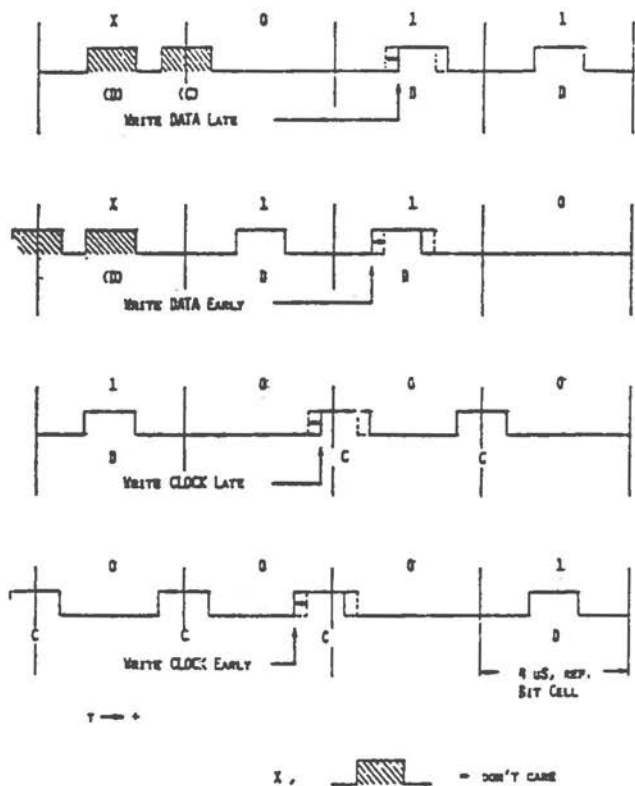 X 0 1 1
(D) (C) D D
WRITE DATA LATE
X 1 1 0
(D) D D
WRITE DATA EARLY
1 0 0 0
D C C
WRITE CLOCK LATE
0 0 0 1
C C C D
WRITE CLOCK EARLY
4 US, REF.
BIT CELL
T → +
X, = DON'T CARE